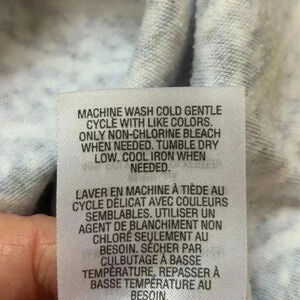 MACHINE WASH COLD GENTLE
CYCLE WITH LIKE COLORS.
ONLY NON-CHLORINE BLEACH
WHEN NEEDED. TUMBLE DRY
LOW. COOL IRON WHEN
NEEDED.
LAVER EN MACHINE À TIÈDE AU
CYCLE DÉLICAT AVEC COULEURS
SEMBLABLES. UTILISER UN
AGENT DE BLANCHIMENT NON
CHLORÉ SEULEMENT AU
BESOIN. SÉCHER PAR
CULBUTAGE À BASSE
TEMPÉRATURE, REPASSER À
BASSE TEMPÉRATURE AU
BESOIN